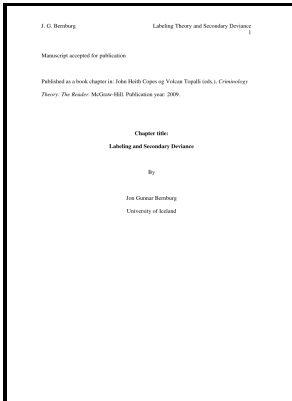 J. G. Bernburg Labeling Theory and Secondary Deviance
1
Manuscript accepted for publication
Published as a book chapter in: John Heith Copes og Volcan Topalli (eds.), Criminology
Theory: The Reader. McGraw-Hill. Publication year: 2009.
Chapter title:
Labeling and Secondary Deviance
By
Jón Gunnar Bernburg
University of Iceland